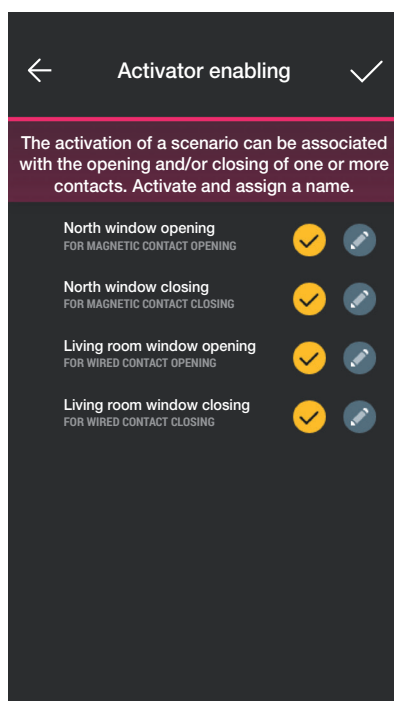 Activator enabling
The activation of a scenario can be associated
with the opening and/or closing of one or more
contacts. Activate and assign a name.
North window opening
FOR MAGNETIC CONTACT OPENING
North window closing
FOR MAGNETIC CONTACT CLOSING
Living room window opening
FOR WIRED CONTACT OPENING
Living room window closing
FOR WIRED CONTACT CLOSING